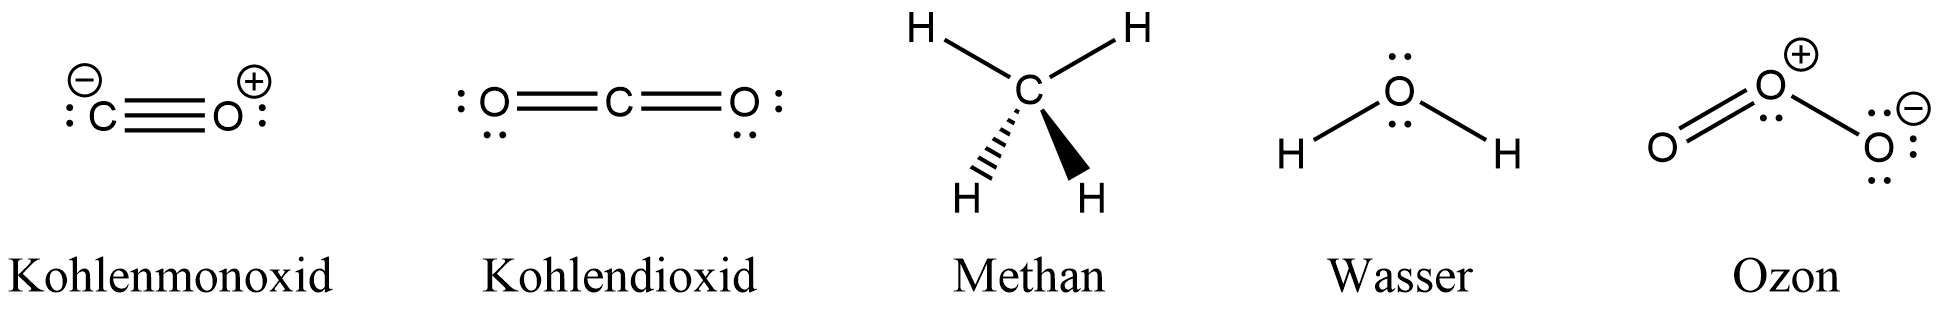 H H
⊖ ⊕ ⊕
:C≡O: :O=C=O: C O O ⊖
H H O O
H H
Kohlenmonoxid Kohlendioxid Methan Wasser Ozon